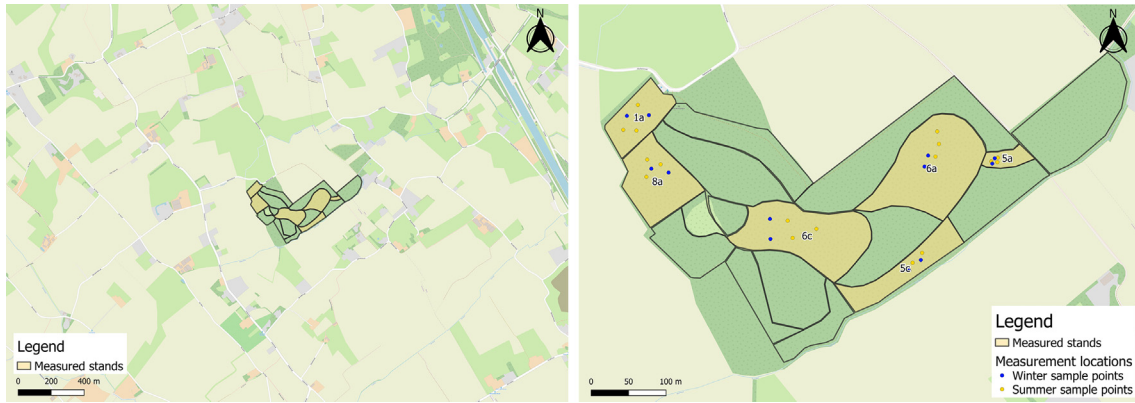 N
Legend
Measured stands
0 200 400 m
N
1a
8a
6a
5a
6c
5c
Legend
Measured stands
Measurement locations
Winter sample points
Summer sample points
0 50 100 m